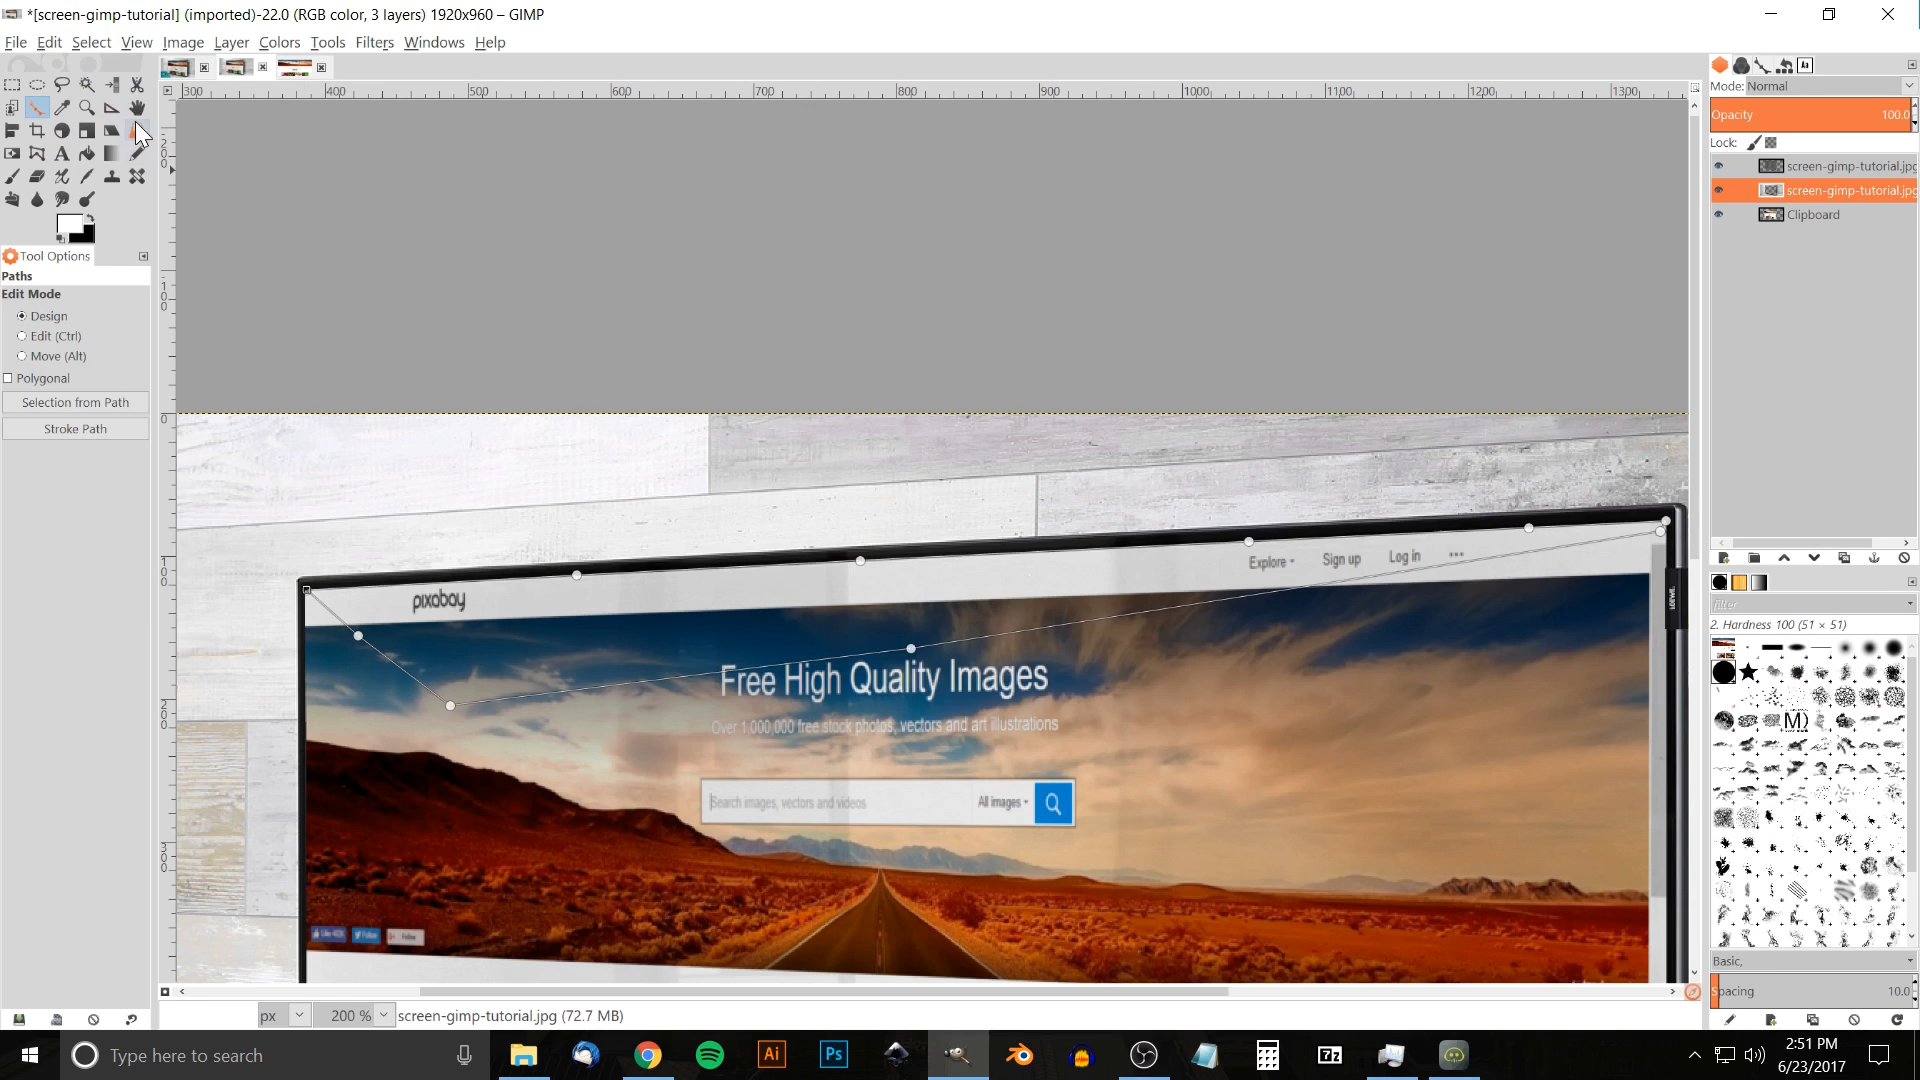 *[screen-gimp-tutorial] (imported)-22.0 (RGB color, 3 layers) 1920x960 – GIMP
File Edit Select View Image Layer Colors Tools Filters Windows Help
300 400 500 600 700 800 900 1000 1100 1200 1300
Mode: Normal
Opacity 100.0
Lock:
screen-gimp-tutorial.jpg
screen-gimp-tutorial.jpg
Clipboard
Tool Options
Paths
Edit Mode
Design
Edit (Ctrl)
Move (Alt)
Polygonal
Selection from Path
Stroke Path
pixabay
Explore
Sign up
Log in
Free High Quality Images
Over 1 000,000 free stock photos, vectors and art illustrations
Search images, vectors and videos
All images
Follow
Follow
filter
2. Hardness 100 (51 × 51)
Basic,
Spacing 10.0
px
200 %
screen-gimp-tutorial.jpg (72.7 MB)
Type here to search
Ai
Ps
7z
2:51 PM
6/23/2017